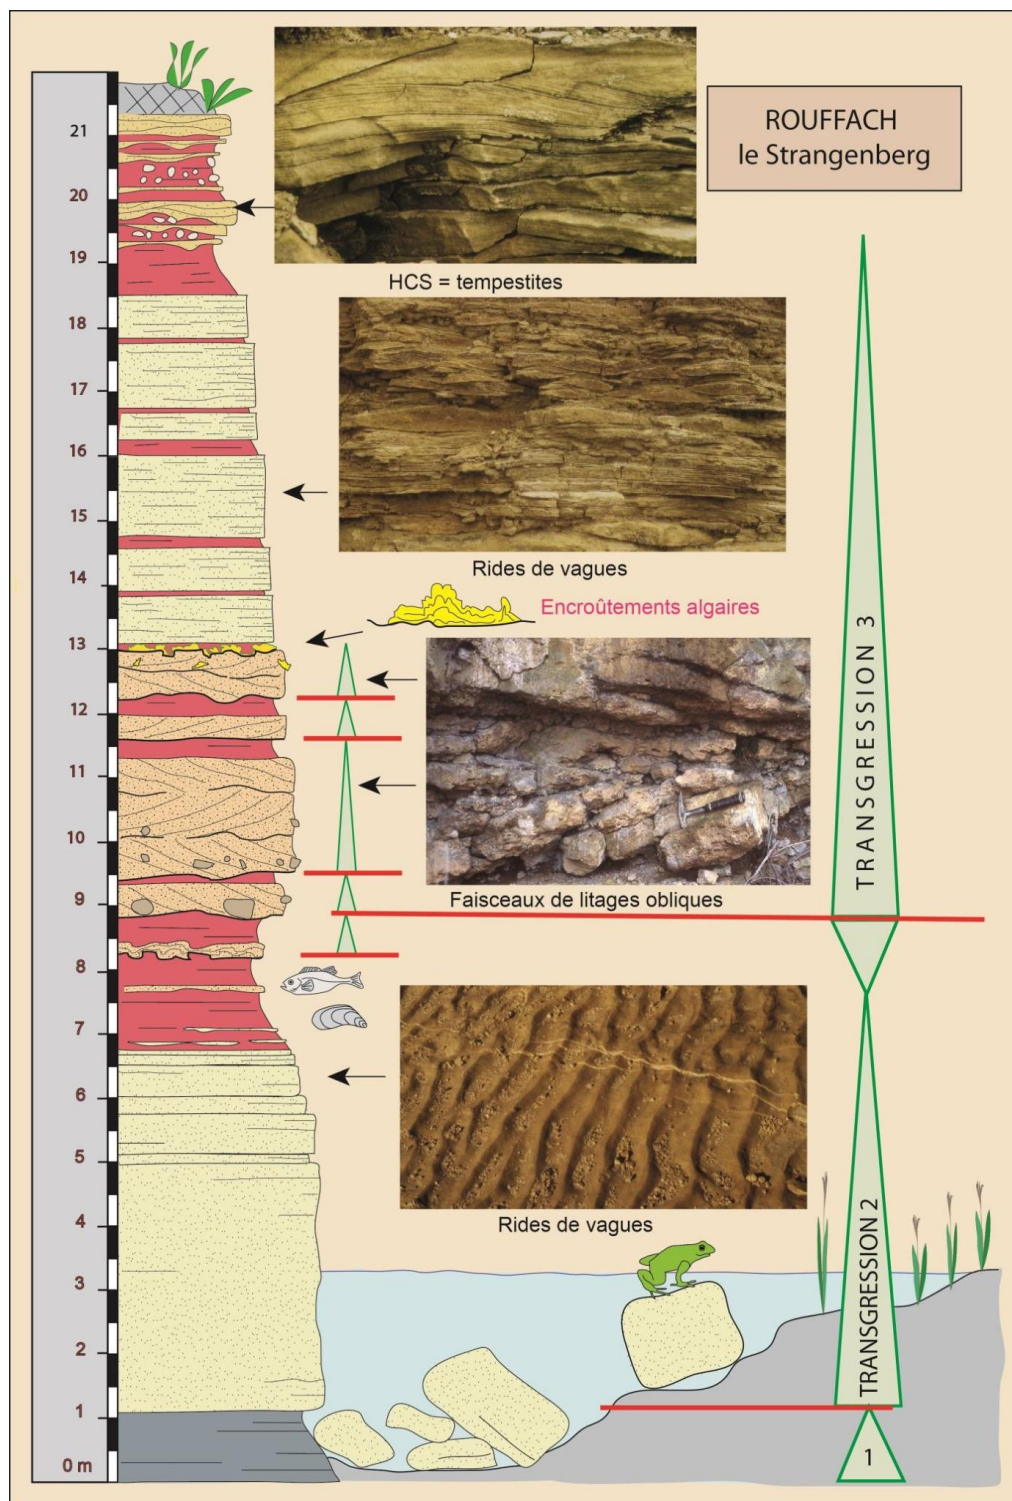 ROUFFACH
le Strangenberg
21
20
19
18
17
16
15
14
13
12
11
10
9
8
7
6
5
4
3
2
1
0 m
HCS = tempestites
Rides de vagues
Encroûtements algaires
Faisceaux de litages obliques
Rides de vagues
TRANSGRESSION 3
TRANSGRESSION 2
1